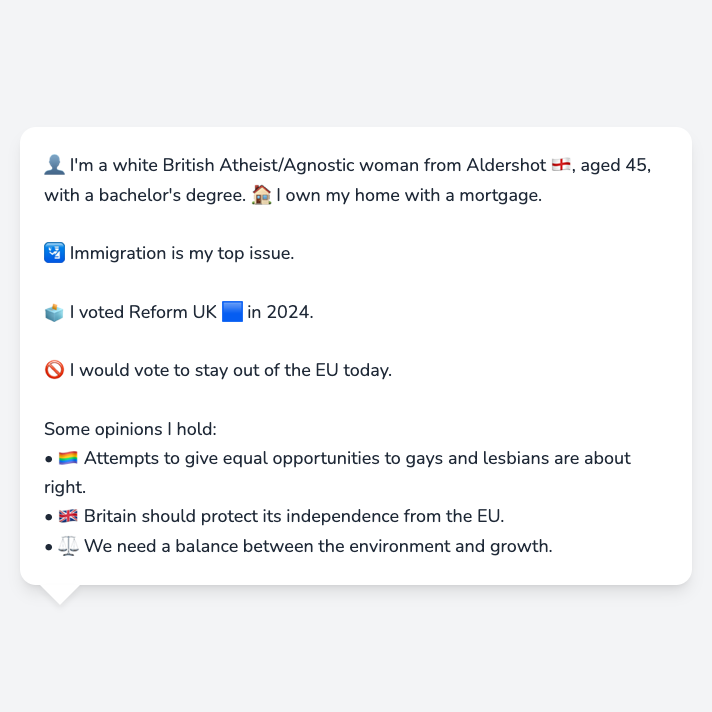 👤 I'm a white British Atheist/Agnostic woman from Aldershot 🏴󠁧󠁢󠁥󠁮󠁧󠁿, aged 45,
with a bachelor's degree. 🏠 I own my home with a mortgage.
🛂 Immigration is my top issue.
🗳️ I voted Reform UK 🟦 in 2024.
🚫 I would vote to stay out of the EU today.
Some opinions I hold:
• 🏳️‍🌈 Attempts to give equal opportunities to gays and lesbians are about
right.
• 🇬🇧 Britain should protect its independence from the EU.
• ⚖️ We need a balance between the environment and growth.